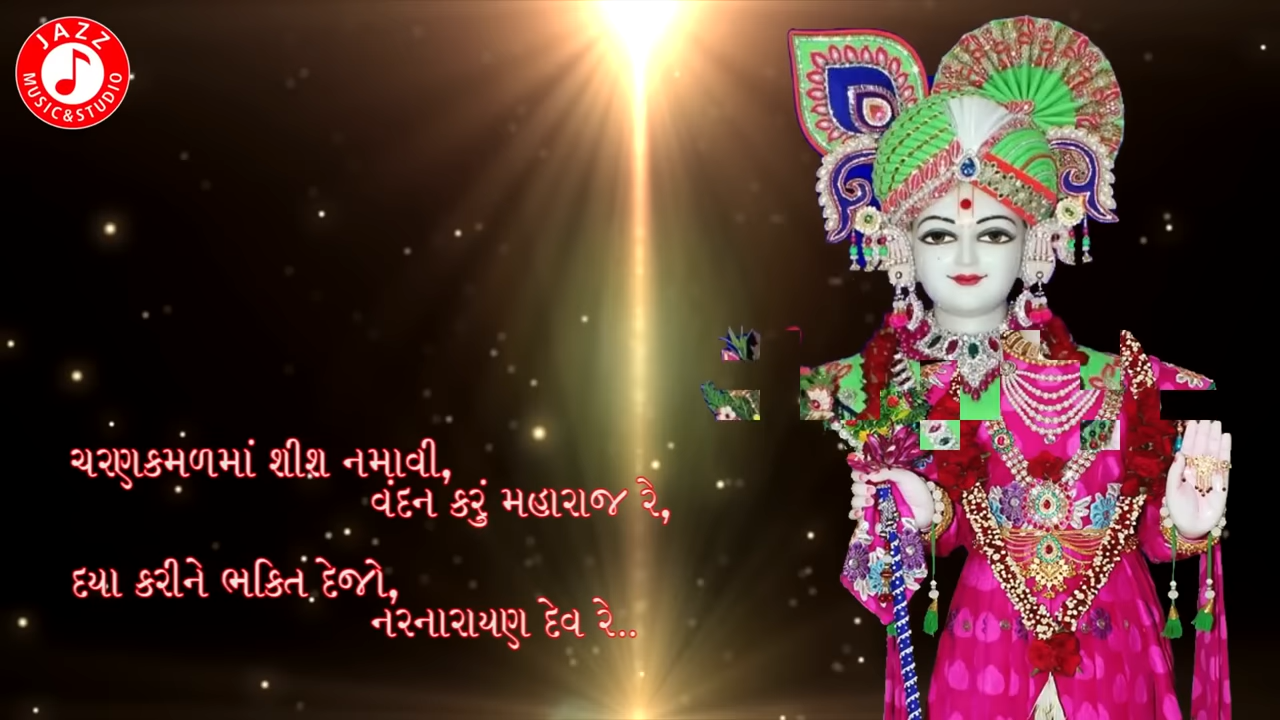 JAZZ
MUSIC&STUDIO
ચરણકમળમાં શીશ નમાવી,
વંદન કરું મહારાજ રે,
દયા કરીને ભકિત દેજો,
નરનારાયણ દેવ રે..